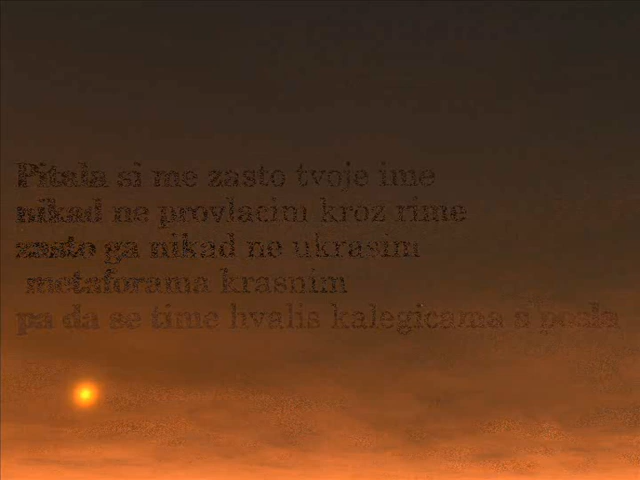 Pitala si me zasto tvoje ime
nikad ne provlacim kroz rime
zasto ga nikad ne ukrasim
metaforama krasnim
pa da se time hvalis kalegicama s posla